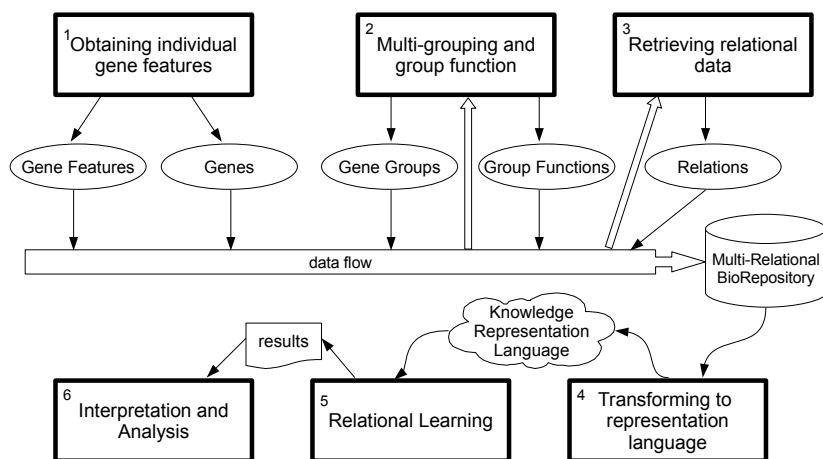 1
Obtaining individual
gene features
2
Multi-grouping and
group function
3
Retrieving relational
data
Gene Features
Genes
Gene Groups
Group Functions
Relations
data flow
Multi-Relational
BioRepository
Knowledge
Representation
Language
results
6
Interpretation and
Analysis
5
Relational Learning
4
Transforming to
representation
language